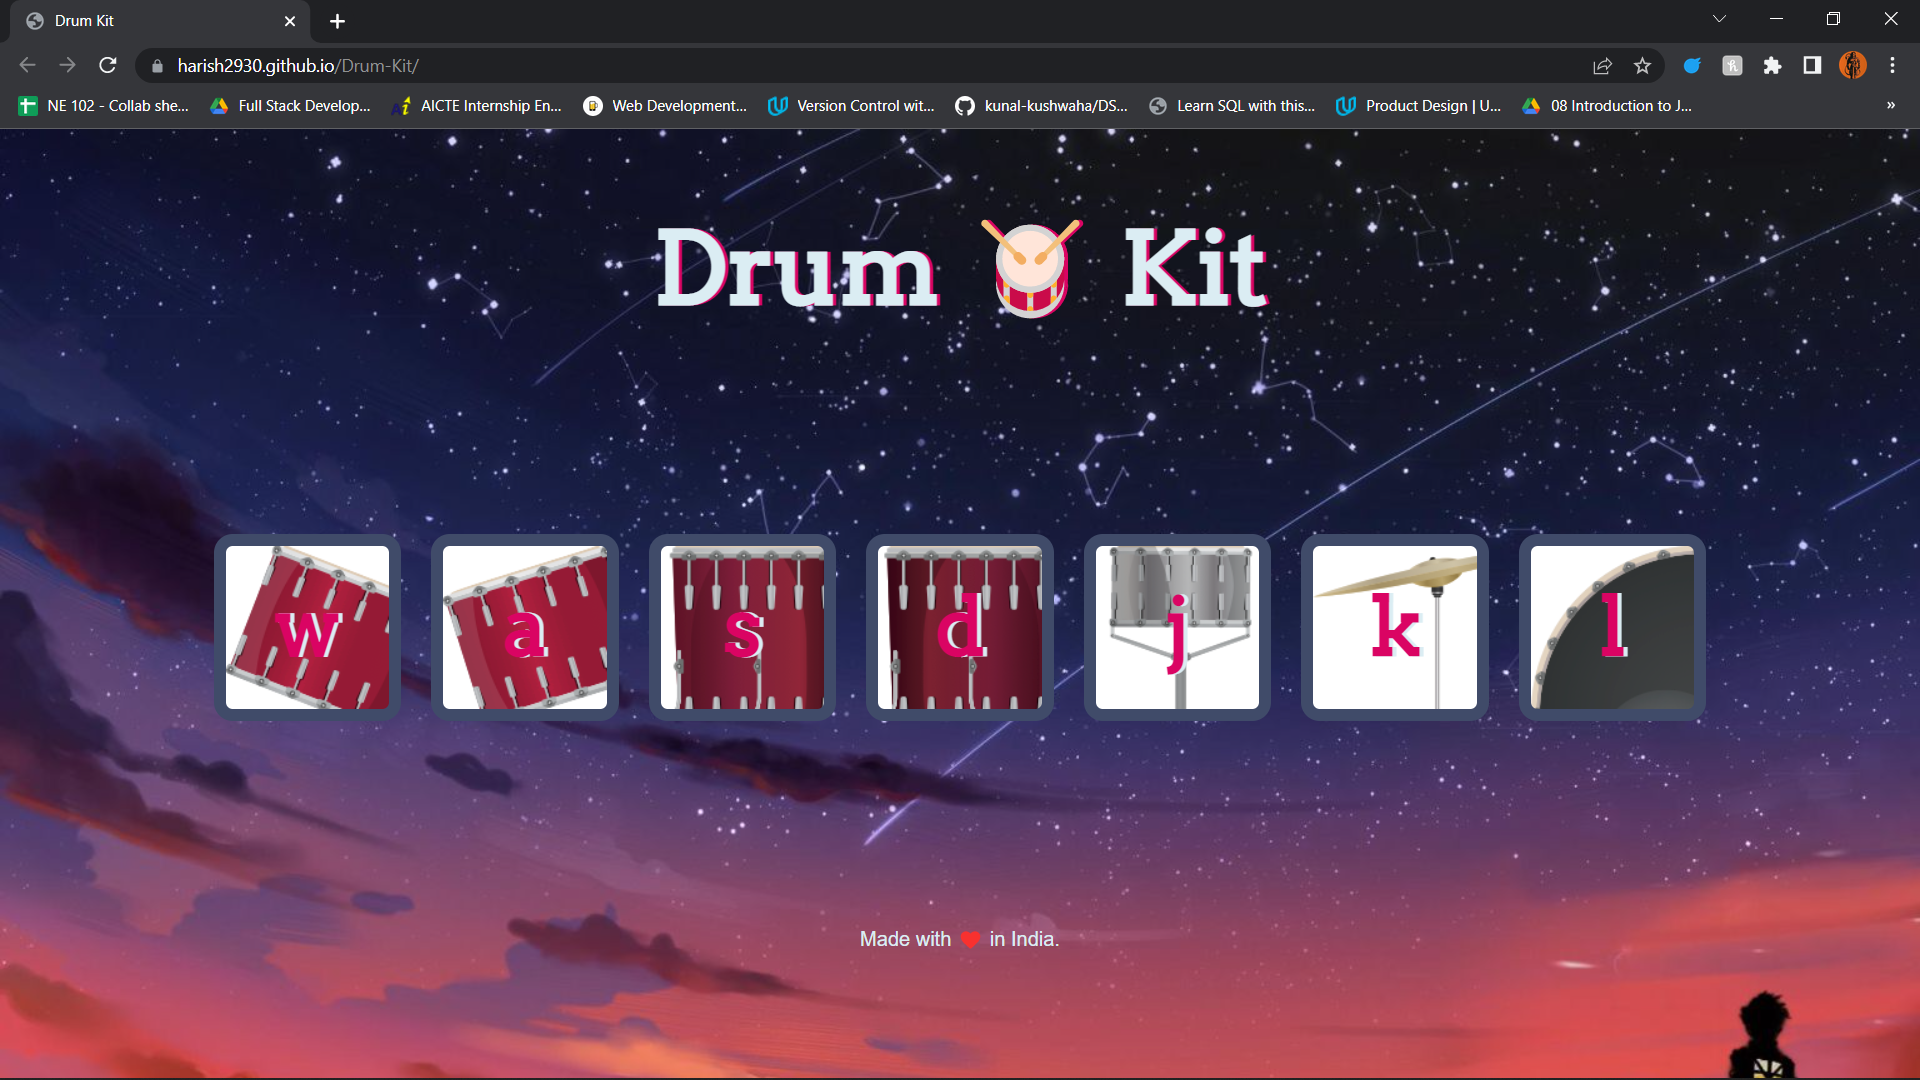 Drum Kit
harish2930.github.io/Drum-Kit/
NE 102 - Collab she... Full Stack Develop... AICTE Internship En... Web Development... Version Control wit... kunal-kushwaha/DS... Learn SQL with this... Product Design | U... 08 Introduction to J... »
Drum 🥁 Kit
w a s d j k l
Made with ❤️ in India.